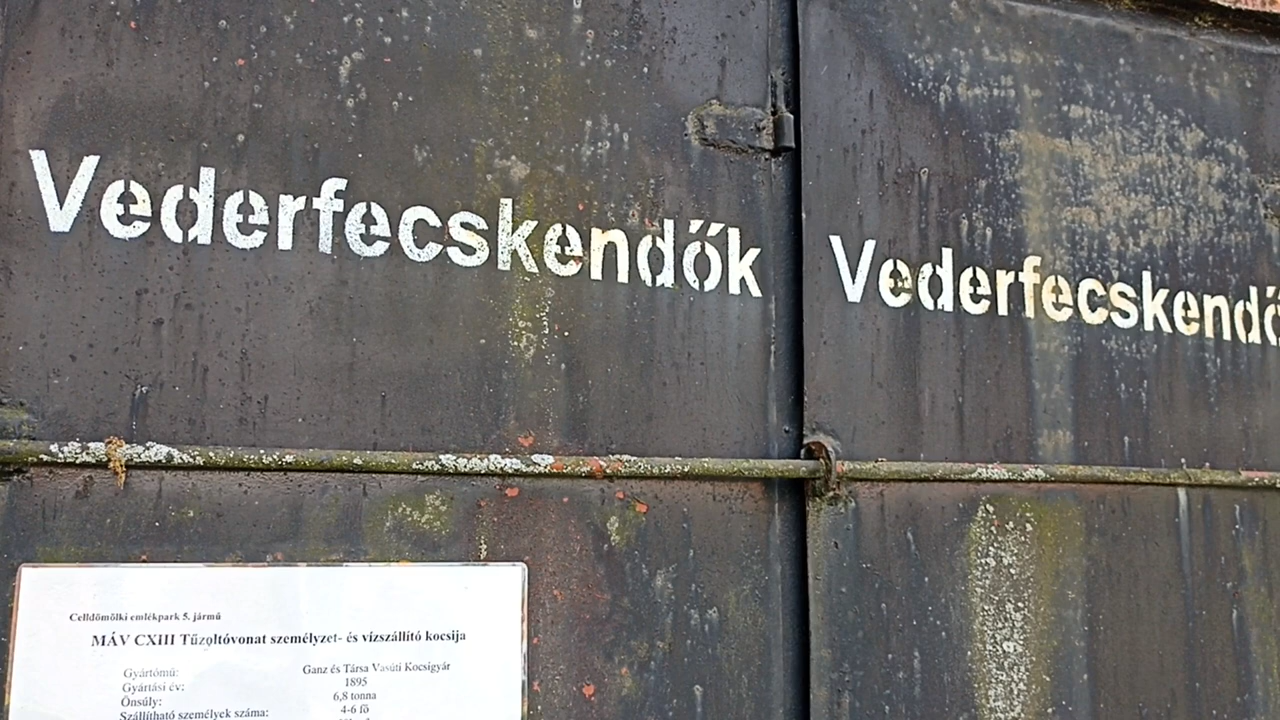 Vederfecskendők
Vederfecskendő
Celldömölki emlékpark 5. jármű
MÁV CXIII Tűzoltóvonat személyzet- és vízszállító kocsija
Gyártómű: Ganz és Társa Vasúti Kocsigyár
Gyártási év: 1895
Önsúly: 6,8 tonna
Szállítható személyek száma: 4-6 fő